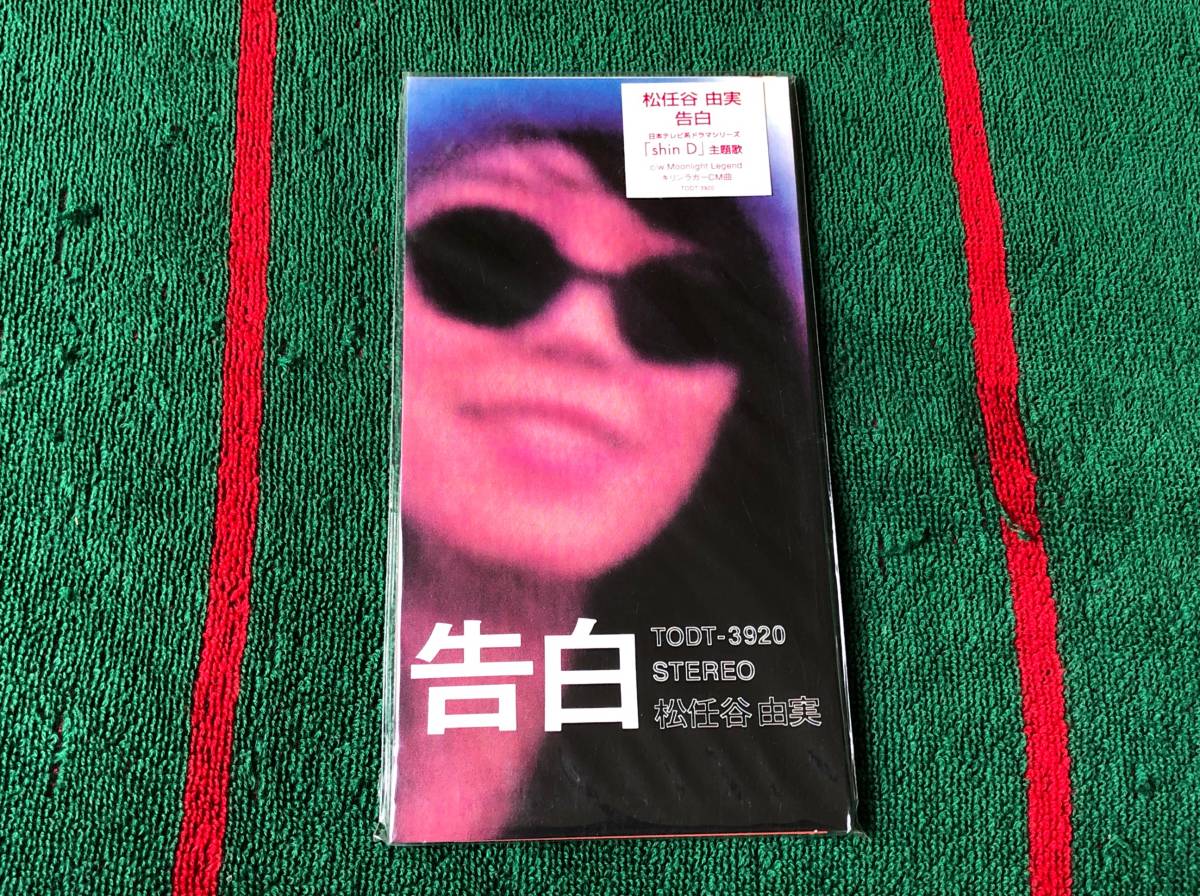 松任谷 由実
告白
日本テレビ系ドラマシリーズ
「shin D」主題歌
c/w Moonlight Legend
キリンラガーCM曲
TODT-3920
告白
TODT-3920
STEREO
松任谷 由実